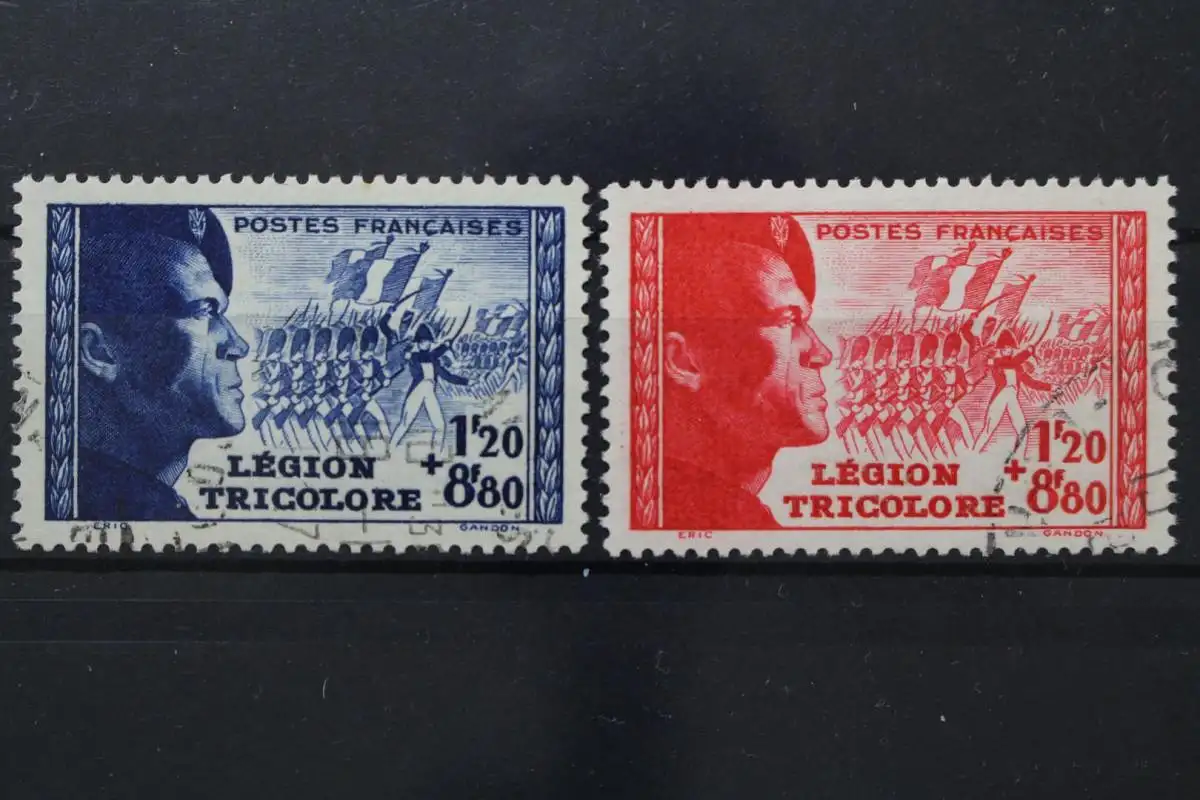 POSTES FRANÇAISES
1F20
+ 8F80
LÉGION
TRICOLORE
ERIC
GANDON
POSTES FRANÇAISES
1F20
+ 8F80
LÉGION
TRICOLORE
ERIC
GANDON